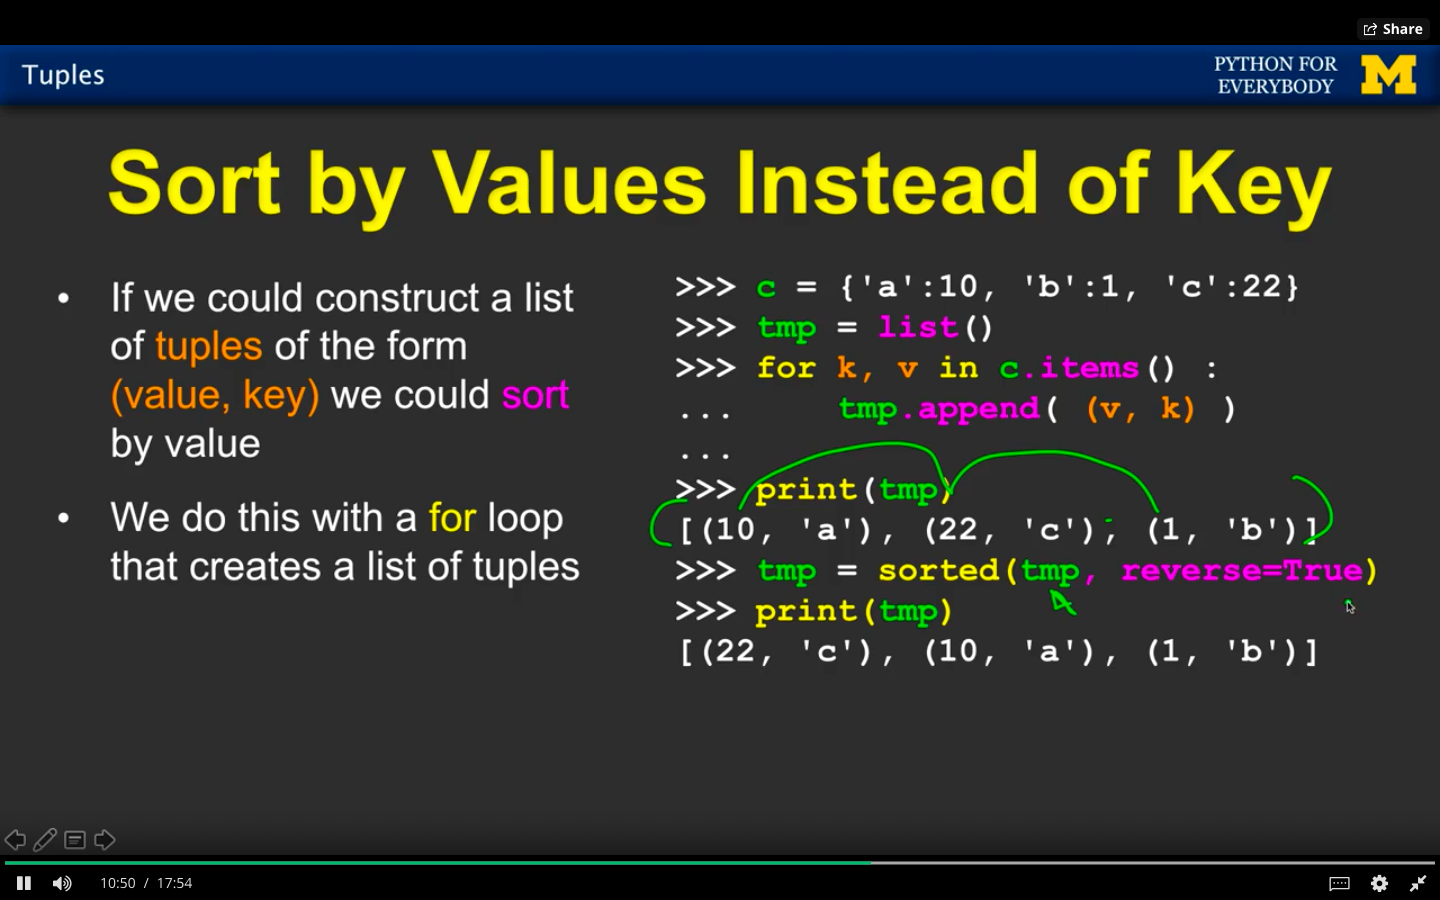 Share
Tuples
PYTHON FOR
EVERYBODY
M
Sort by Values Instead of Key
• If we could construct a list
of tuples of the form
(value, key) we could sort
by value
• We do this with a for loop
that creates a list of tuples
>>> c = {'a':10, 'b':1, 'c':22}
>>> tmp = list()
>>> for k, v in c.items() :
...     tmp.append( (v, k) )
...
>>> print(tmp)
[(10, 'a'), (22, 'c'), (1, 'b')]
>>> tmp = sorted(tmp, reverse=True)
>>> print(tmp)
[(22, 'c'), (10, 'a'), (1, 'b')]
10:50 / 17:54